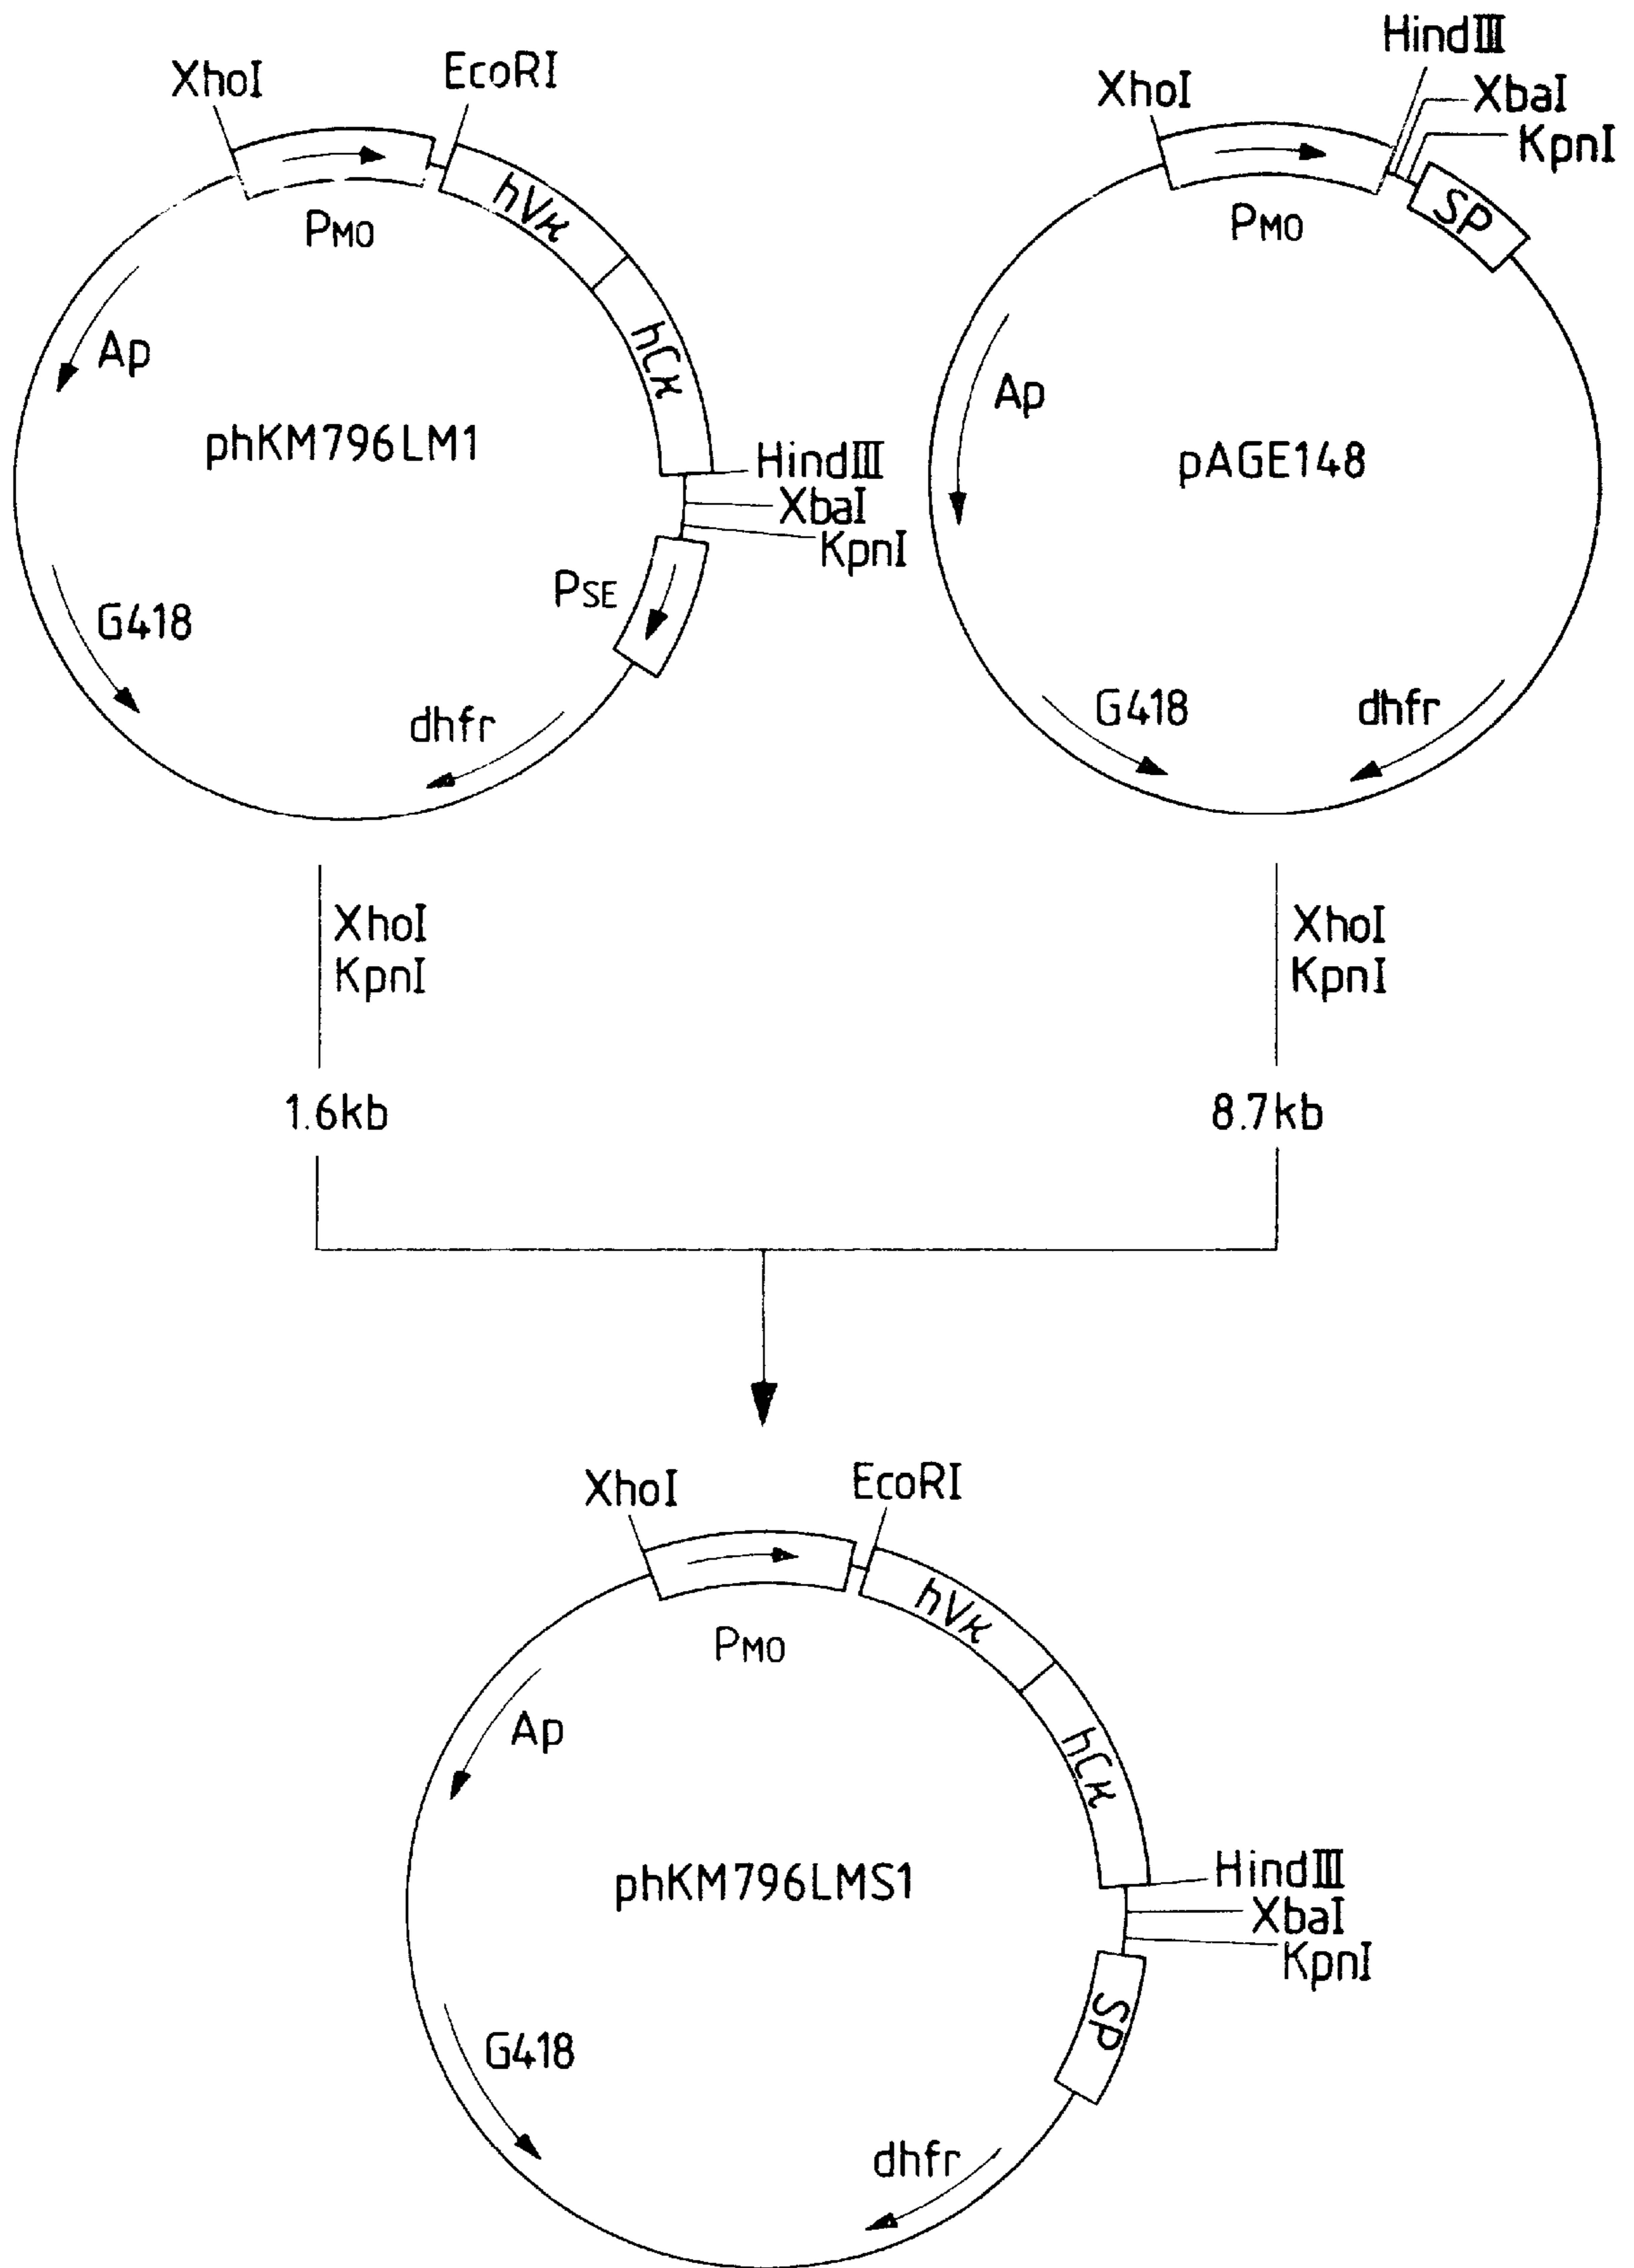 XhoI
EcoRI
hVκ
PMO
hCκ
Ap
phKM796LM1
HindIII
XbaI
KpnI
PSE
G418
dhfr
HindIII
XbaI
KpnI
XhoI
SP
PMO
Ap
pAGE148
G418
dhfr
XhoI
KpnI
XhoI
KpnI
1.6kb
8.7kb
XhoI
EcoRI
hVκ
PMO
hCκ
Ap
phKM796LMS1
HindIII
XbaI
KpnI
SP
G418
dhfr